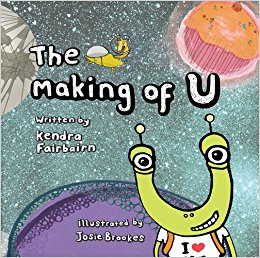 The
making of U
Written by
Kendra
Fairbairn
illustrated by
Josie Brookes
I ♥